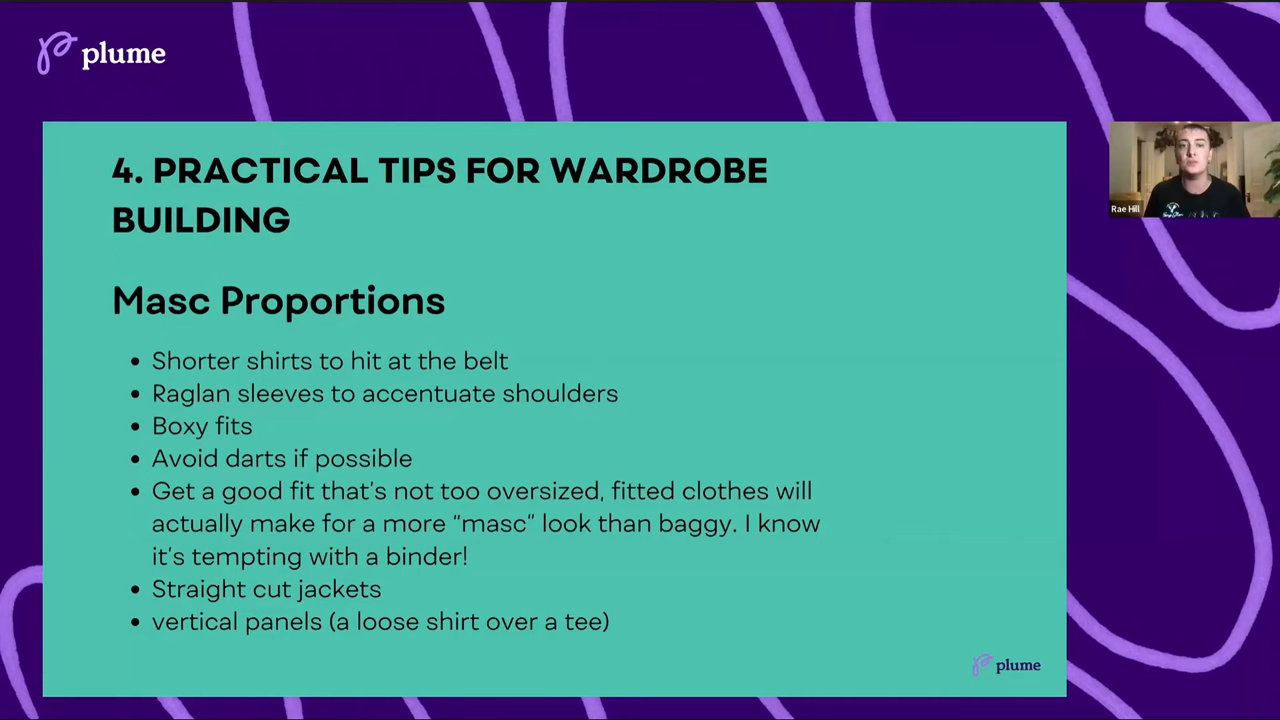 plume
4. PRACTICAL TIPS FOR WARDROBE
BUILDING
Masc Proportions
• Shorter shirts to hit at the belt
• Raglan sleeves to accentuate shoulders
• Boxy fits
• Avoid darts if possible
• Get a good fit that's not too oversized, fitted clothes will
actually make for a more "masc" look than baggy. I know
it's tempting with a binder!
• Straight cut jackets
• vertical panels (a loose shirt over a tee)
plume
Rae Hill